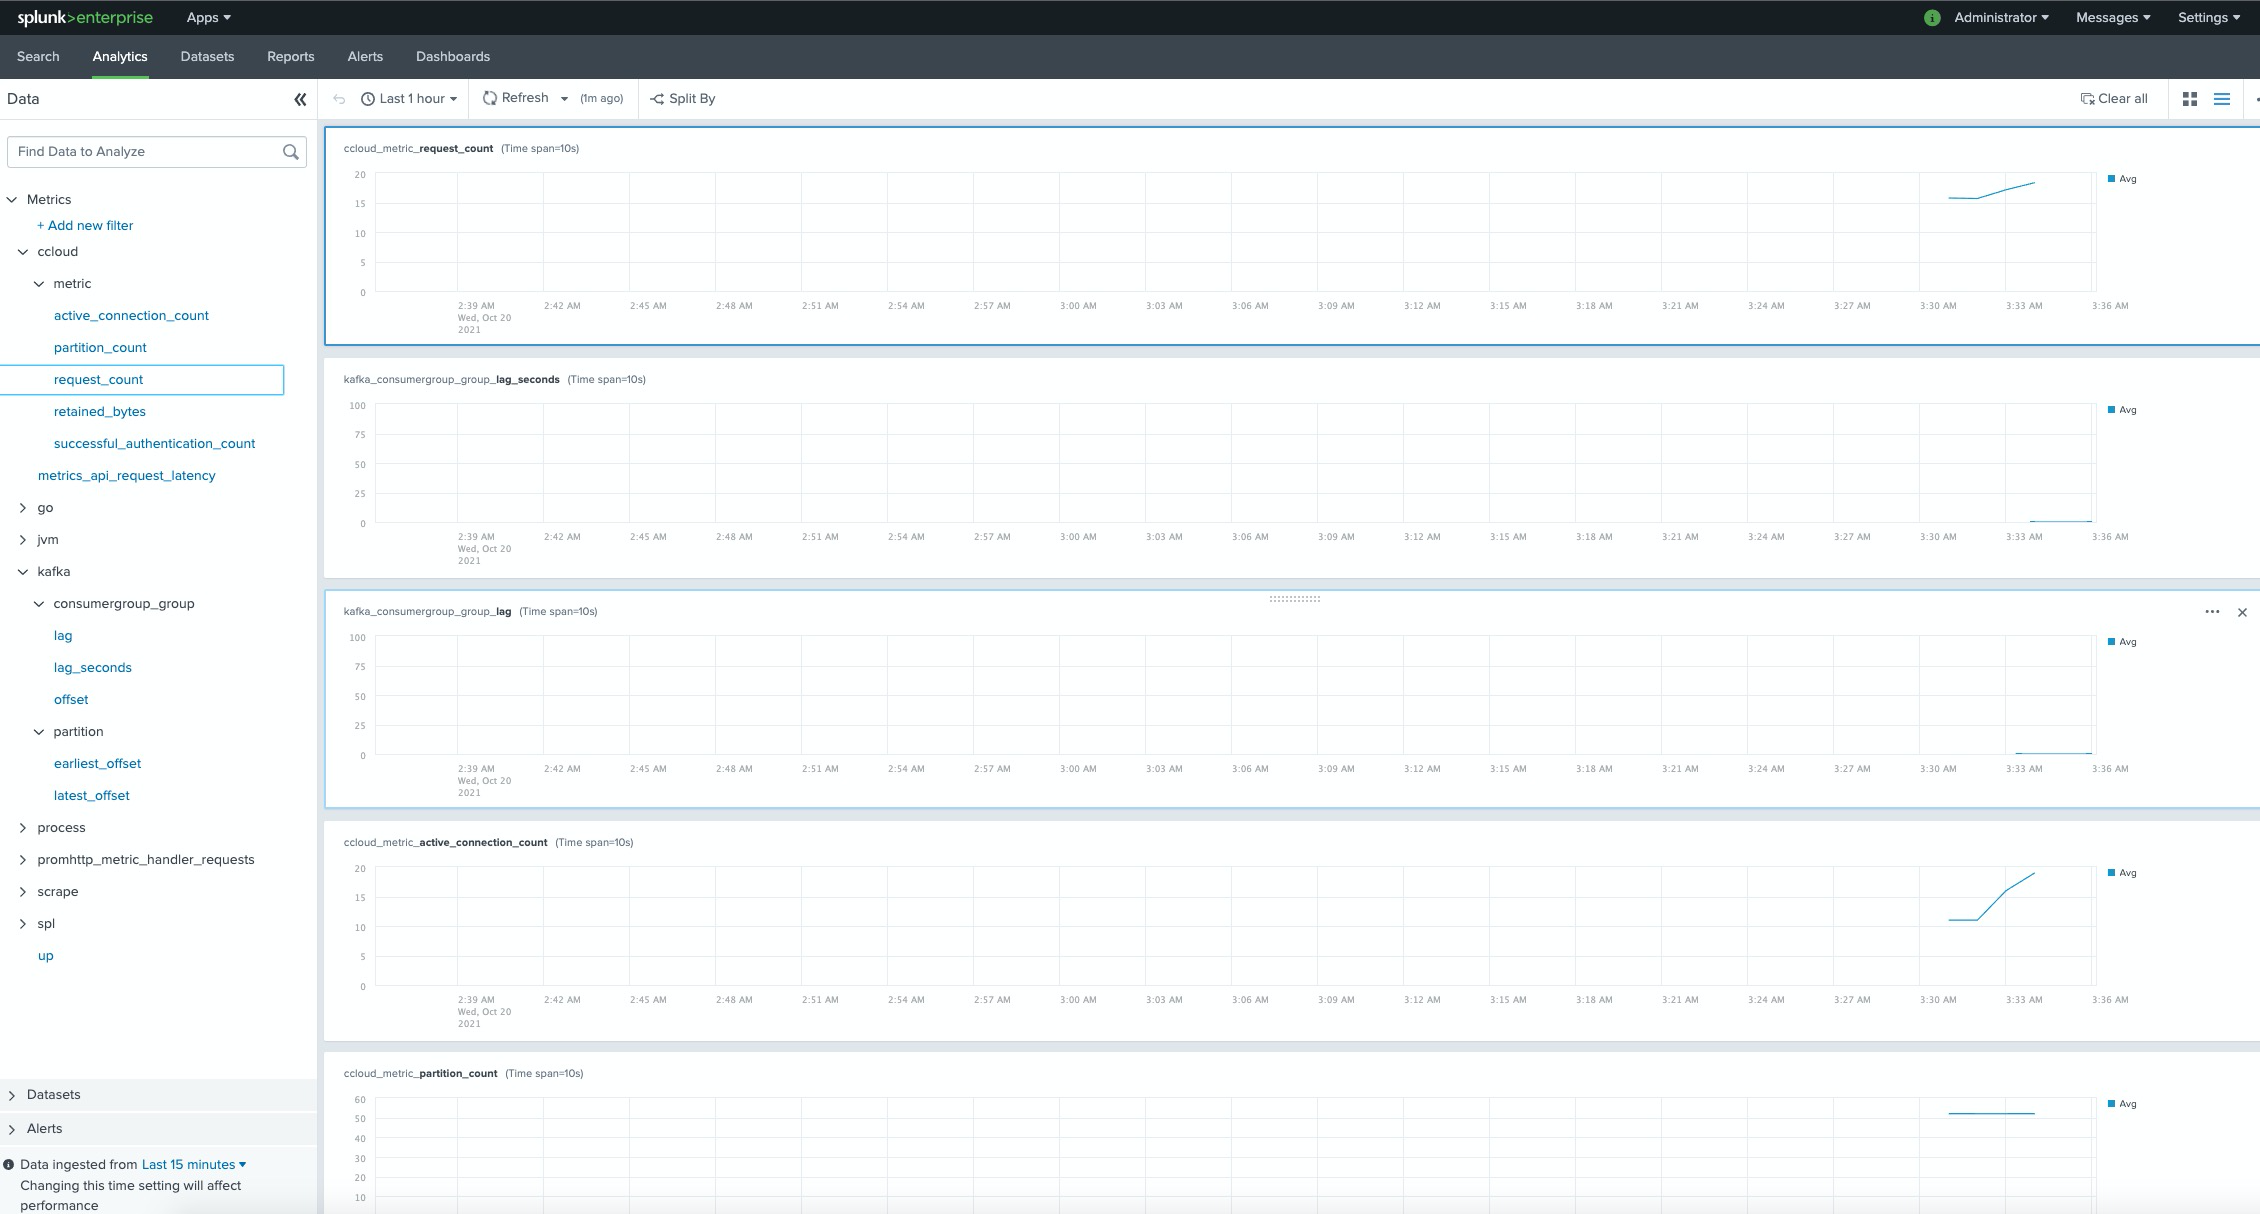 splunk>enterprise Apps Administrator Messages Settings
Search Analytics Datasets Reports Alerts Dashboards
Data
Last 1 hour Refresh (1m ago) Split By Clear all
Find Data to Analyze
Metrics
+ Add new filter
ccloud
metric
active_connection_count
partition_count
request_count
retained_bytes
successful_authentication_count
metrics_api_request_latency
go
jvm
kafka
consumergroup_group
lag
lag_seconds
offset
partition
earliest_offset
latest_offset
process
promhttp_metric_handler_requests
scrape
spl
up
Datasets
Alerts
Data ingested from Last 15 minutes
Changing this time setting will affect
performance
ccloud_metric_request_count (Time span=10s)
20
15
10
5
0
Avg
2:39 AM 2:42 AM 2:45 AM 2:48 AM 2:51 AM 2:54 AM 2:57 AM 3:00 AM 3:03 AM 3:06 AM 3:09 AM 3:12 AM 3:15 AM 3:18 AM 3:21 AM 3:24 AM 3:27 AM 3:30 AM 3:33 AM 3:36 AM
Wed, Oct 20
2021
kafka_consumergroup_group_lag_seconds (Time span=10s)
100
75
50
25
0
Avg
2:39 AM 2:42 AM 2:45 AM 2:48 AM 2:51 AM 2:54 AM 2:57 AM 3:00 AM 3:03 AM 3:06 AM 3:09 AM 3:12 AM 3:15 AM 3:18 AM 3:21 AM 3:24 AM 3:27 AM 3:30 AM 3:33 AM 3:36 AM
Wed, Oct 20
2021
kafka_consumergroup_group_lag (Time span=10s)
100
75
50
25
0
Avg
2:39 AM 2:42 AM 2:45 AM 2:48 AM 2:51 AM 2:54 AM 2:57 AM 3:00 AM 3:03 AM 3:06 AM 3:09 AM 3:12 AM 3:15 AM 3:18 AM 3:21 AM 3:24 AM 3:27 AM 3:30 AM 3:33 AM 3:36 AM
Wed, Oct 20
2021
ccloud_metric_active_connection_count (Time span=10s)
20
15
10
5
0
Avg
2:39 AM 2:42 AM 2:45 AM 2:48 AM 2:51 AM 2:54 AM 2:57 AM 3:00 AM 3:03 AM 3:06 AM 3:09 AM 3:12 AM 3:15 AM 3:18 AM 3:21 AM 3:24 AM 3:27 AM 3:30 AM 3:33 AM 3:36 AM
Wed, Oct 20
2021
ccloud_metric_partition_count (Time span=10s)
60
50
40
30
20
10
Avg